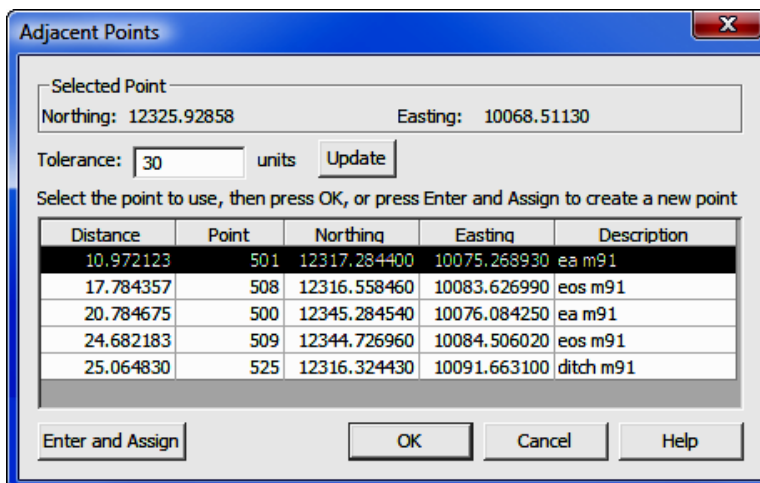 Adjacent Points
Selected Point
Northing: 12325.92858 Easting: 10068.51130
Tolerance: 30 units Update
Select the point to use, then press OK, or press Enter and Assign to create a new point
Distance Point Northing Easting Description
10.972123 501 12317.284400 10075.268930 ea m91
17.784357 508 12316.558460 10083.626990 eos m91
20.784675 500 12345.284540 10076.084250 ea m91
24.682183 509 12344.726960 10084.506020 eos m91
25.064830 525 12316.324430 10091.663100 ditch m91
Enter and Assign OK Cancel Help